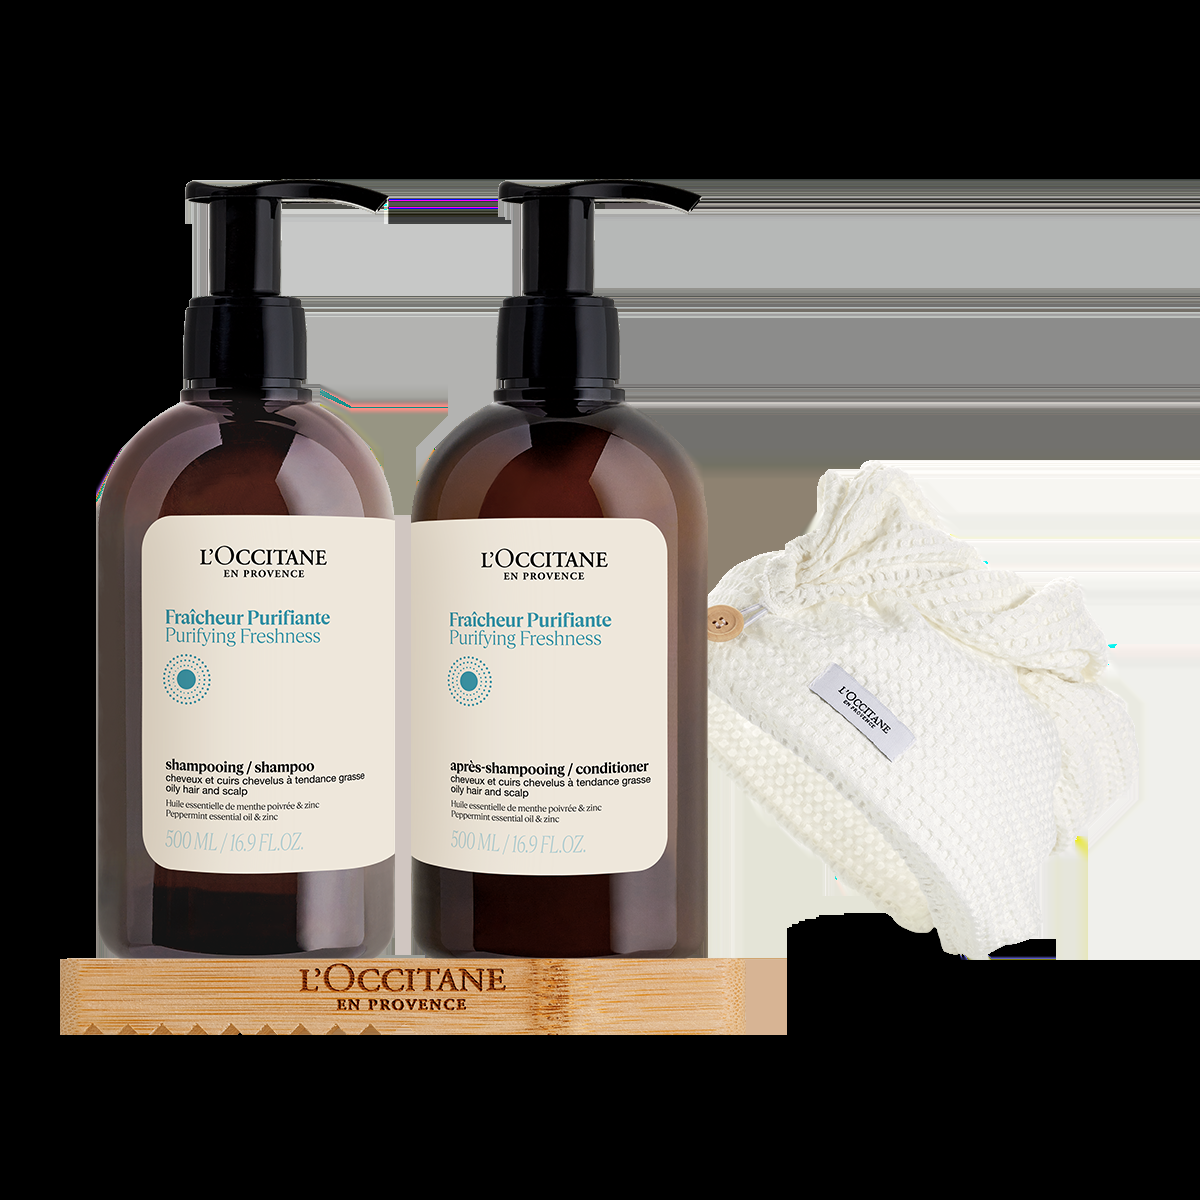 L'OCCITANE
EN PROVENCE
Fraîcheur Purifiante
Purifying Freshness
shampooing / shampoo
cheveux et cuirs chevelus à tendance grasse
oily hair and scalp
Huile essentielle de menthe poivrée & zinc
Peppermint essential oil & zinc
500 ML / 16.9 FL.OZ.
L'OCCITANE
EN PROVENCE
Fraîcheur Purifiante
Purifying Freshness
après-shampooing / conditioner
cheveux et cuirs chevelus à tendance grasse
oily hair and scalp
Huile essentielle de menthe poivrée & zinc
Peppermint essential oil & zinc
500 ML / 16.9 FL.OZ.
L'OCCITANE
EN PROVENCE
L'OCCITANE
EN PROVENCE